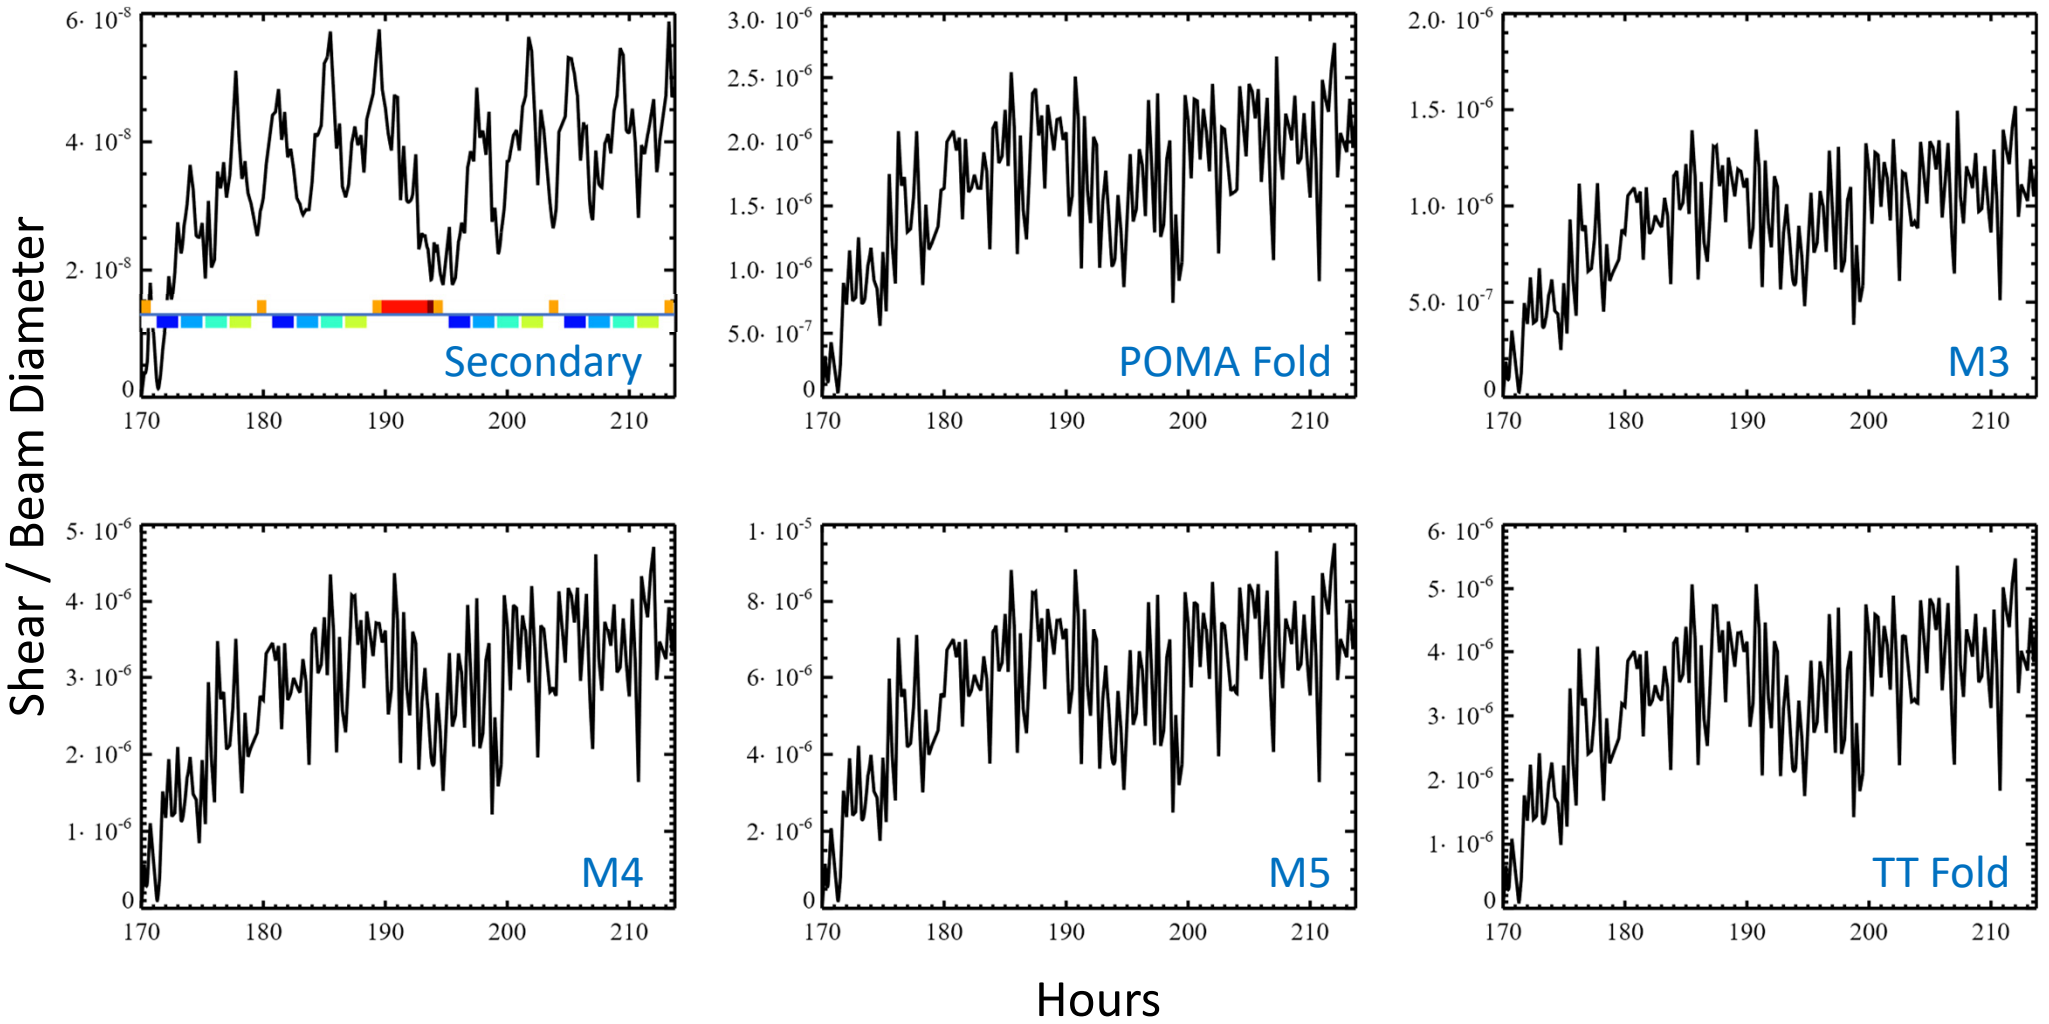 Shear / Beam Diameter
6· 10⁻⁸
4· 10⁻⁸
2· 10⁻⁸
0
170 180 190 200 210
Secondary
3.0· 10⁻⁶
2.5· 10⁻⁶
2.0· 10⁻⁶
1.5· 10⁻⁶
1.0· 10⁻⁶
5.0· 10⁻⁷
0
170 180 190 200 210
POMA Fold
2.0· 10⁻⁶
1.5· 10⁻⁶
1.0· 10⁻⁶
5.0· 10⁻⁷
0
170 180 190 200 210
M3
5· 10⁻⁶
4· 10⁻⁶
3· 10⁻⁶
2· 10⁻⁶
1· 10⁻⁶
0
170 180 190 200 210
M4
1· 10⁻⁵
8· 10⁻⁶
6· 10⁻⁶
4· 10⁻⁶
2· 10⁻⁶
0
170 180 190 200 210
M5
6· 10⁻⁶
5· 10⁻⁶
4· 10⁻⁶
3· 10⁻⁶
2· 10⁻⁶
1· 10⁻⁶
0
170 180 190 200 210
TT Fold
Hours